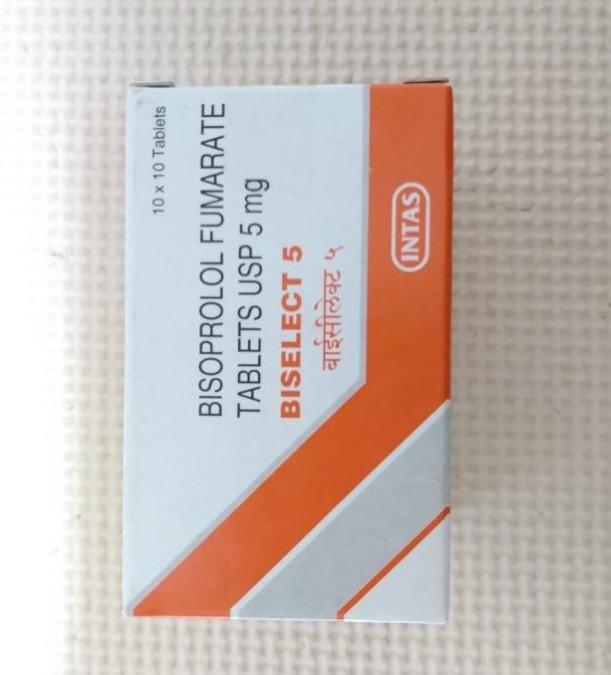 10 x 10 Tablets
BISOPROLOL FUMARATE
TABLETS USP 5 mg
BISELECT 5
बाईसीलेक्ट ५
INTAS